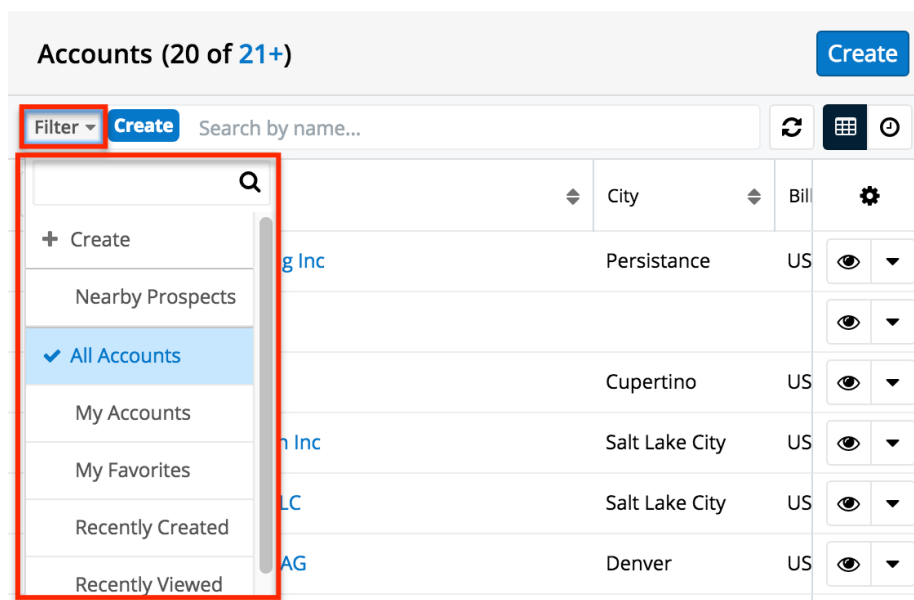 Accounts (20 of 21+)
Create
Filter
Create
Search by name...
City
Bill
Create
g Inc
Persistance
US
Nearby Prospects
All Accounts
Cupertino
US
My Accounts
n Inc
Salt Lake City
US
My Favorites
LC
Salt Lake City
US
Recently Created
AG
Denver
US
Recently Viewed